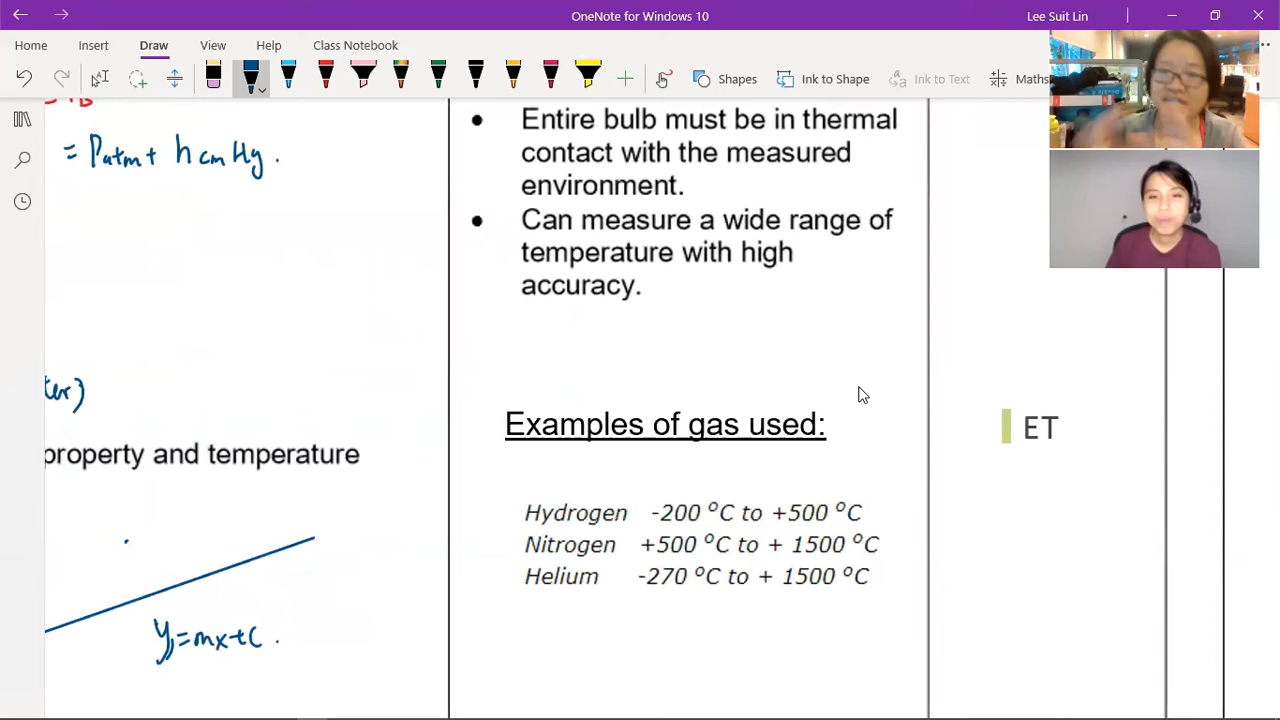 OneNote for Windows 10
Lee Suit Lin
Home Insert Draw View Help Class Notebook
Shapes Ink to Shape Ink to Text Maths
= Patm + h cm Hg.
ter)
property and temperature
y = mx + c.
Entire bulb must be in thermal
contact with the measured
environment.
Can measure a wide range of
temperature with high
accuracy.
Examples of gas used:
Hydrogen -200 °C to +500 °C
Nitrogen +500 °C to + 1500 °C
Helium -270 °C to + 1500 °C
ET